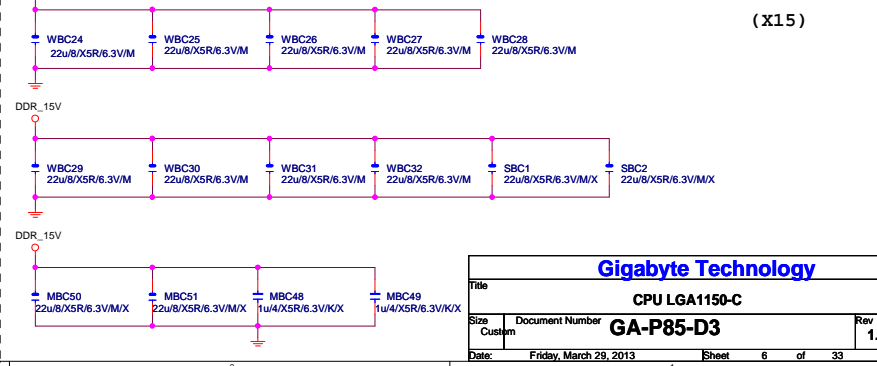 (X15)
WBC24 WBC25 WBC26 WBC27 WBC28
22u/8/X5R/6.3V/M 22u/8/X5R/6.3V/M 22u/8/X5R/6.3V/M 22u/8/X5R/6.3V/M 22u/8/X5R/6.3V/M
DDR_15V
WBC29 WBC30 WBC31 WBC32 SBC1 SBC2
22u/8/X5R/6.3V/M 22u/8/X5R/6.3V/M 22u/8/X5R/6.3V/M 22u/8/X5R/6.3V/M 22u/8/X5R/6.3V/M/X 22u/8/X5R/6.3V/M/X
DDR_15V
MBC50 MBC51 MBC48 MBC49
22u/8/X5R/6.3V/M/X 22u/8/X5R/6.3V/M/X 1u/4/X5R/6.3V/K/X 1u/4/X5R/6.3V/K/X
Gigabyte Technology
Title
CPU LGA1150-C
Size Document Number Rev
Custom GA-P85-D3 1.
Date: Friday, March 29, 2013 Sheet 6 of 33